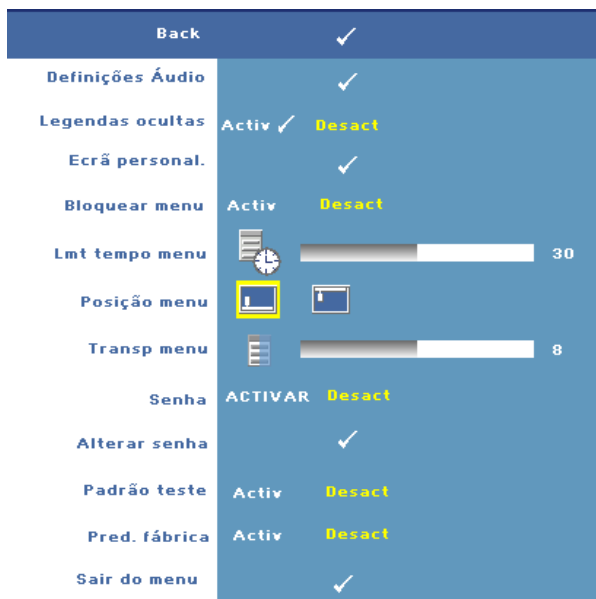 Back
Definições Áudio
Legendas ocultas Activ Desact
Ecrã personal.
Bloquear menu Activ Desact
Lmt tempo menu 30
Posição menu
Transp menu 8
Senha ACTIVAR Desact
Alterar senha
Padrão teste Activ Desact
Pred. fábrica Activ Desact
Sair do menu